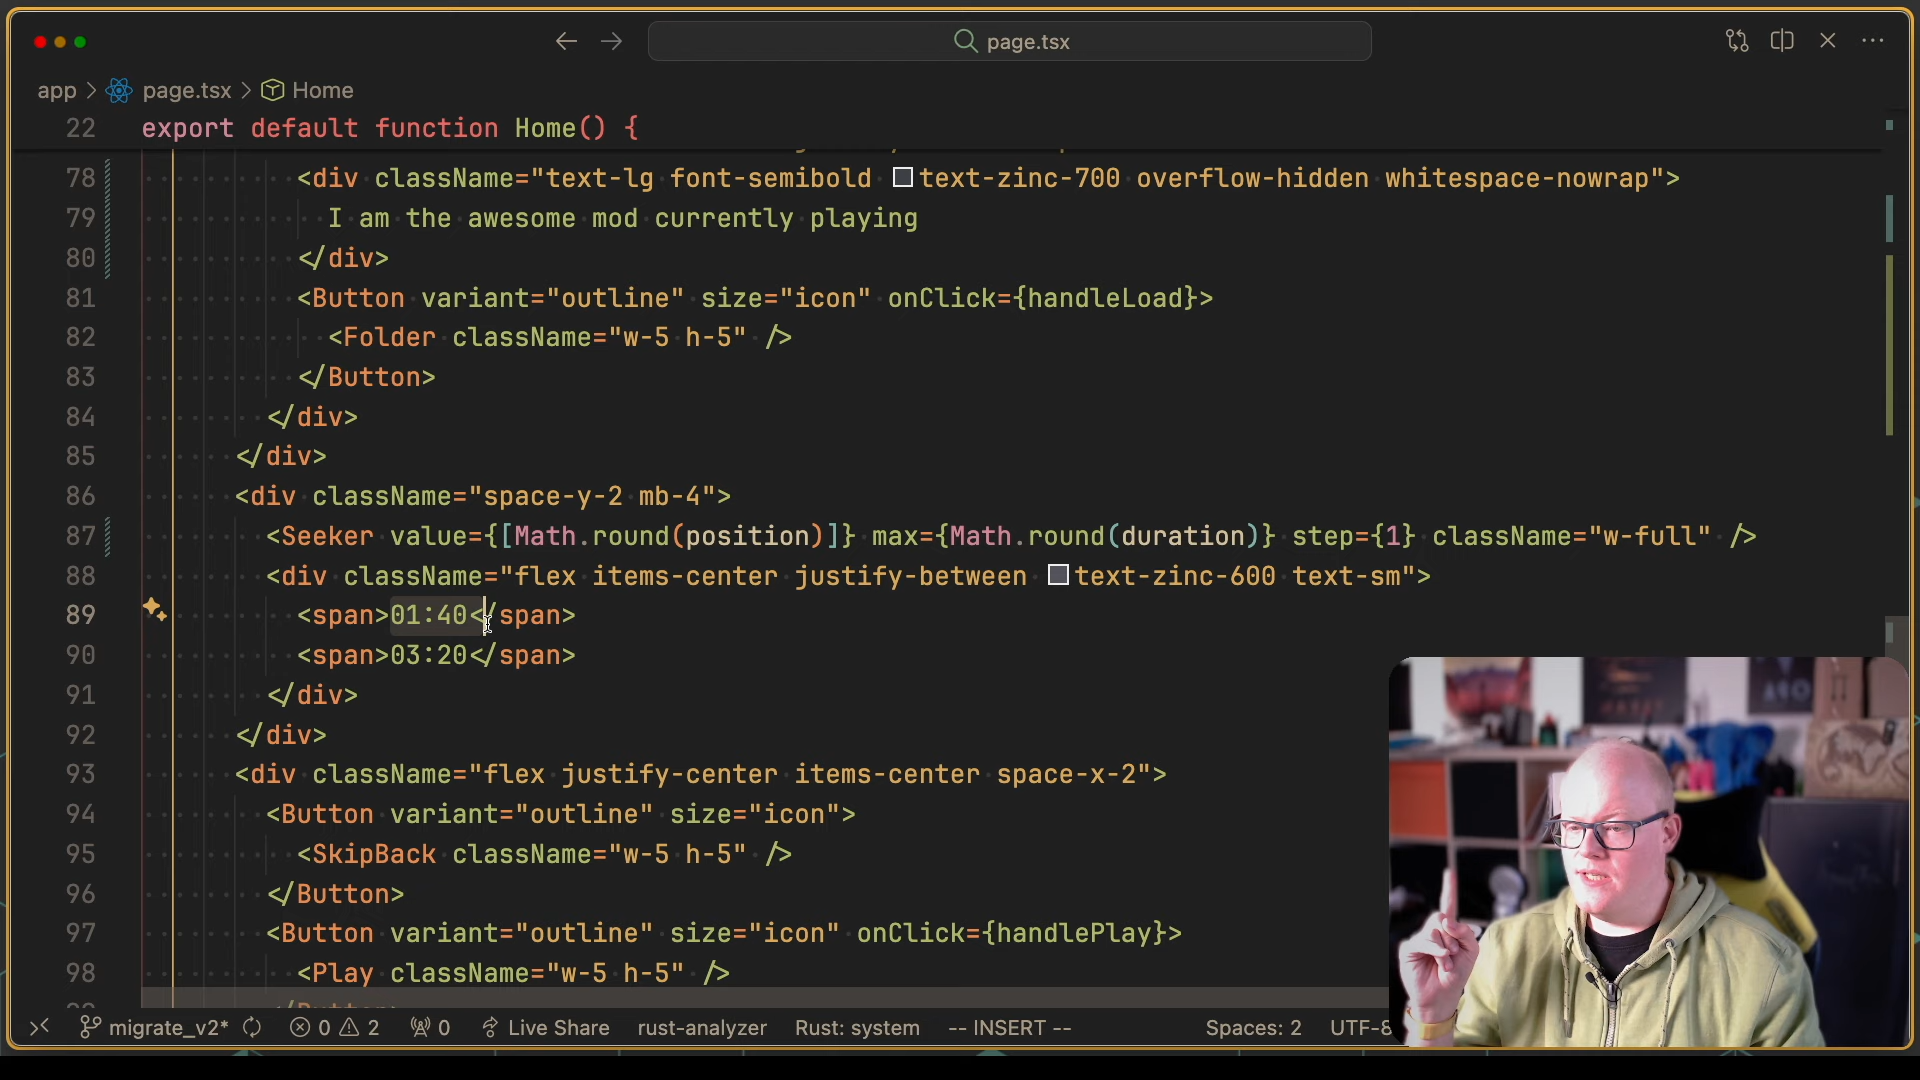 page.tsx
app > page.tsx > Home
22 export default function Home() {
78 <div className="text-lg font-semibold text-zinc-700 overflow-hidden whitespace-nowrap">
79 I am the awesome mod currently playing
80 </div>
81 <Button variant="outline" size="icon" onClick={handleLoad}>
82 <Folder className="w-5 h-5" />
83 </Button>
84 </div>
85 </div>
86 <div className="space-y-2 mb-4">
87 <Seeker value={[Math.round(position)]} max={Math.round(duration)} step={1} className="w-full" />
88 <div className="flex items-center justify-between text-zinc-600 text-sm">
89 <span>01:40</span>
90 <span>03:20</span>
91 </div>
92 </div>
93 <div className="flex justify-center items-center space-x-2">
94 <Button variant="outline" size="icon">
95 <SkipBack className="w-5 h-5" />
96 </Button>
97 <Button variant="outline" size="icon" onClick={handlePlay}>
98 <Play className="w-5 h-5" />
migrate_v2* 0 2 0 Live Share rust-analyzer Rust: system -- INSERT -- Spaces: 2 UTF-8